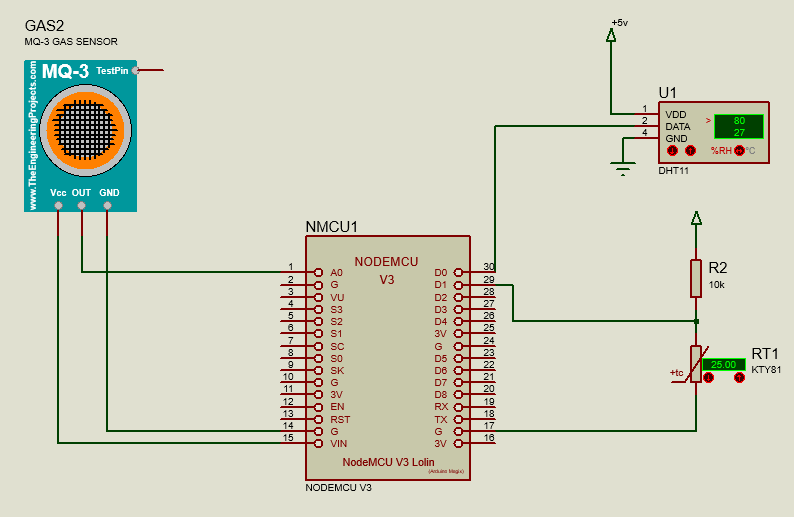 GAS2
MQ-3 GAS SENSOR
MQ-3 TestPin
www.TheEngineeringProjects.com
Vcc OUT GND
+5v
U1
1 VDD
2 DATA
4 GND
>
80
27
%RH °C
DHT11
NMCU1
NODEMCU
V3
1 A0 D0 30
2 G D1 29
3 VU D2 28
4 S3 D3 27
5 S2 D4 26
6 S1 3V 25
7 SC G 24
8 S0 D5 23
9 SK D6 22
10 G D7 21
11 3V D8 20
12 EN RX 19
13 RST TX 18
14 G G 17
15 VIN 3V 16
NodeMCU V3 Lolin
(Arduino Magix)
NODEMCU V3
R2
10k
RT1
25.00
KTY81
+tc